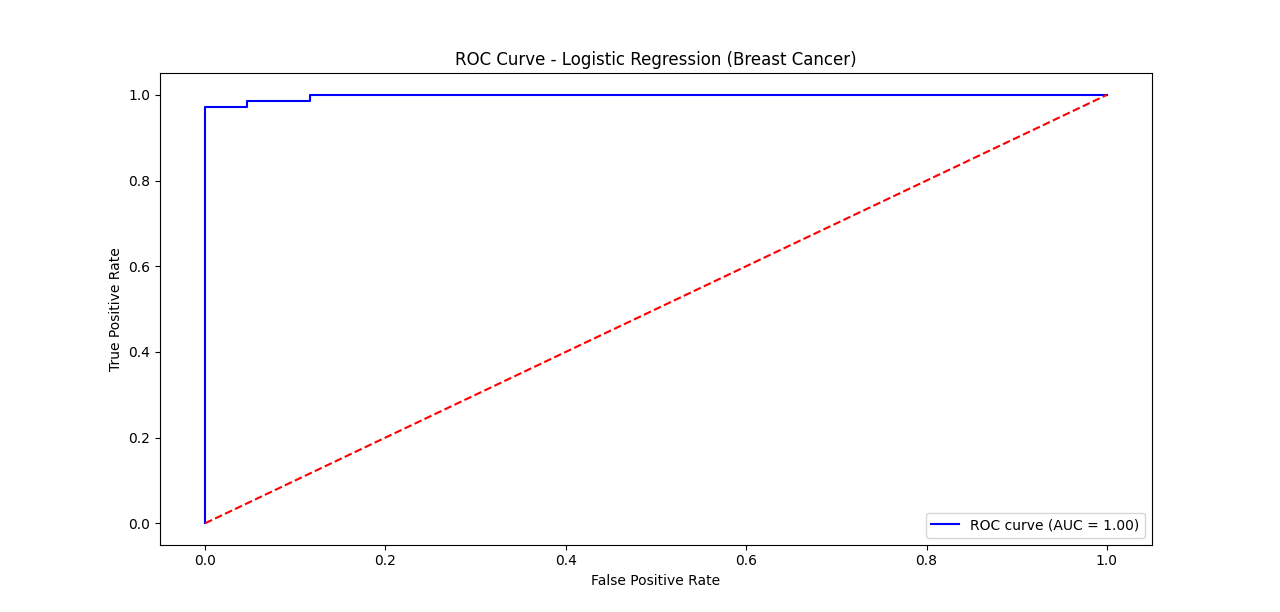 ROC Curve - Logistic Regression (Breast Cancer)
1.0
0.8
0.6
0.4
0.2
0.0
True Positive Rate
ROC curve (AUC = 1.00)
0.0 0.2 0.4 0.6 0.8 1.0
False Positive Rate